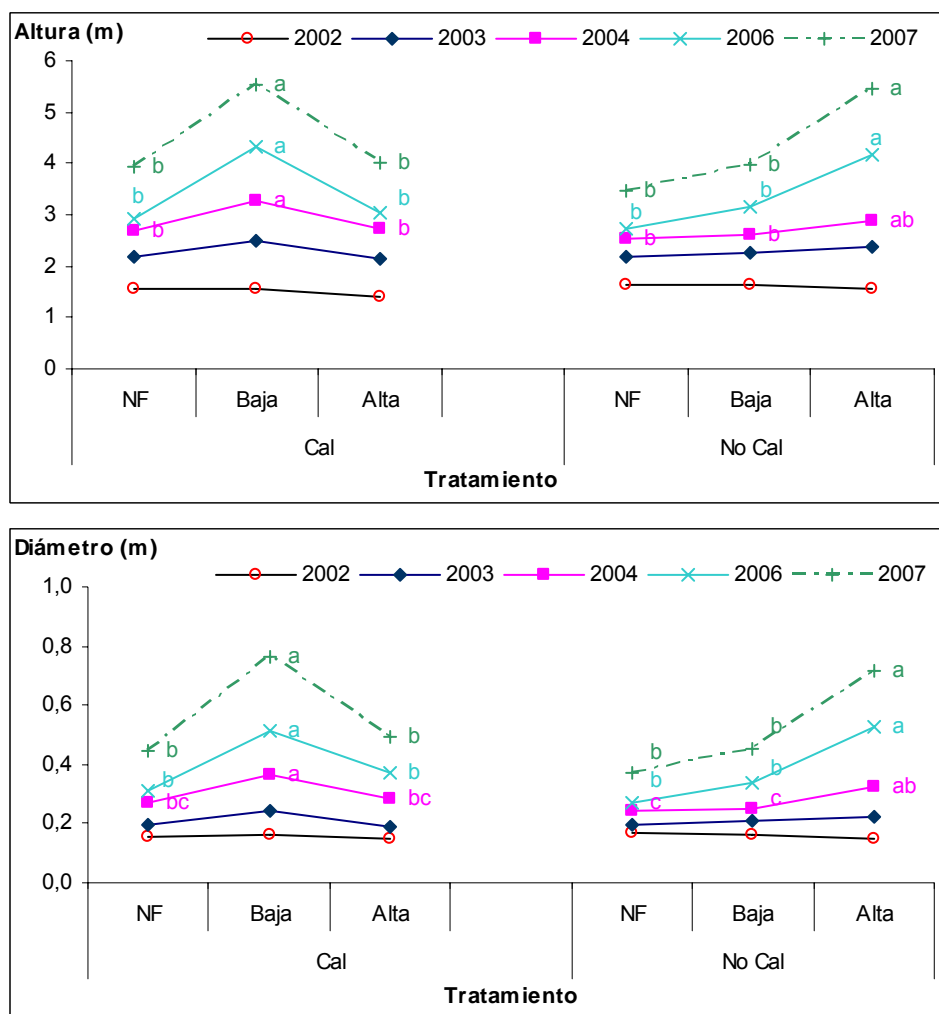 Altura (m)
2002 2003 2004 2006 2007
6
5
4
3
2
1
0
a a
b b b
a a
b b b b
b a b b b ab
NF Baja Alta NF Baja Alta
Cal No Cal
Tratamiento
Diámetro (m)
2002 2003 2004 2006 2007
1,0
0,8
0,6
0,4
0,2
0,0
a a
b b b b
a a
b b b b
bc a bc c c ab
NF Baja Alta NF Baja Alta
Cal No Cal
Tratamiento